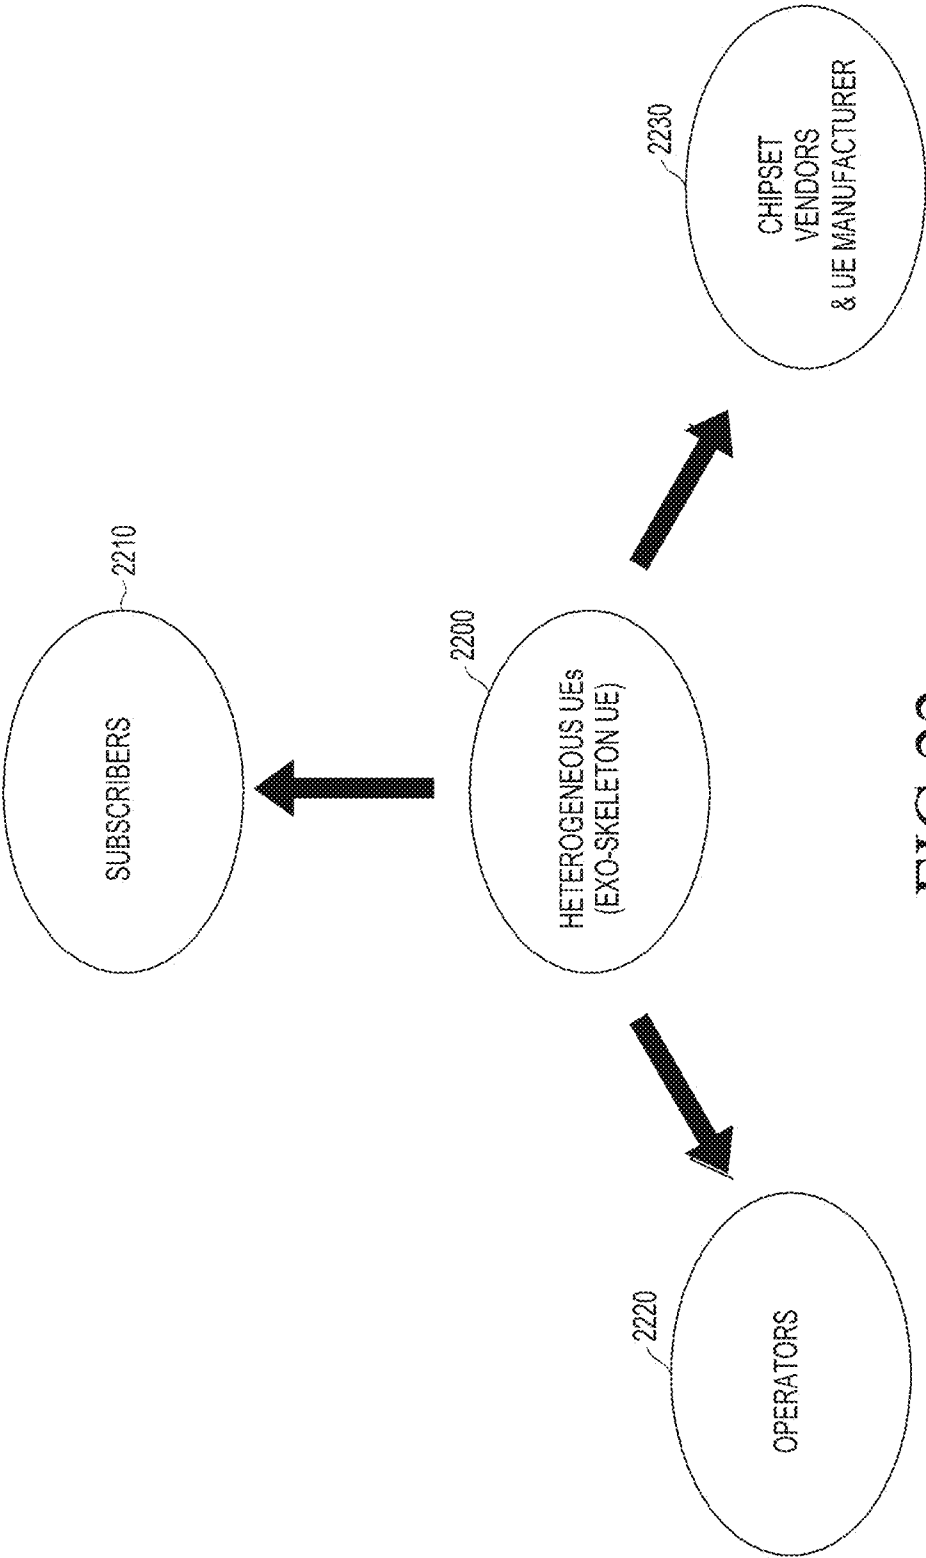 SUBSCRIBERS
2210
2200
HETEROGENEOUS UEs
(EXO-SKELETON UE)
2220
OPERATORS
2230
CHIPSET
VENDORS
& UE MANUFACTURER